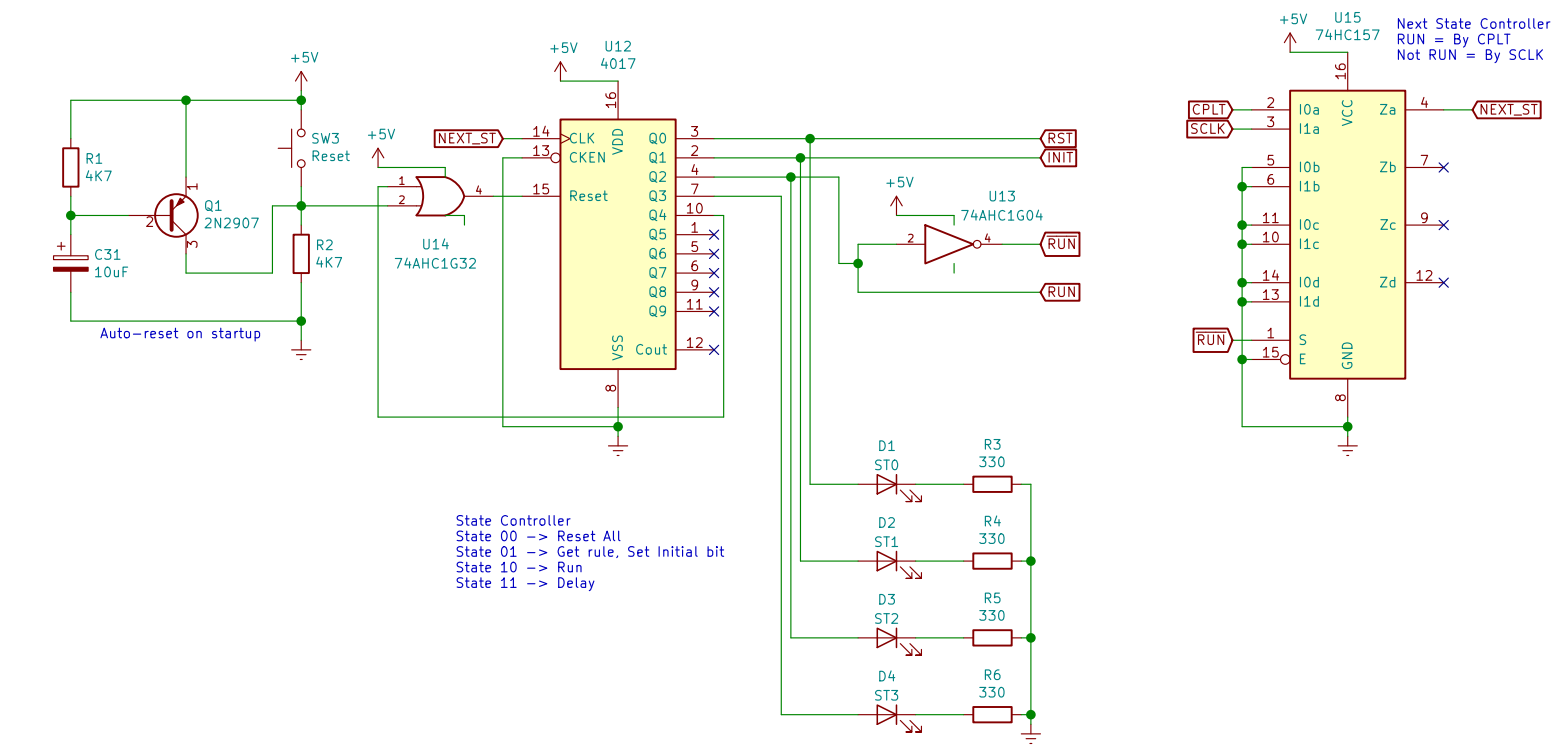 +5V
SW3
Reset
R1
4K7
Q1
2N2907
1
2
3
+
C31
10uF
R2
4K7
Auto-reset on startup
+5V
1
2
4
U14
74AHC1G32
+5V
U12
4017
16
VDD
NEXT_ST
14
CLK
13
CKEN
15
Reset
Q0
3
Q1
2
Q2
4
Q3
7
Q4
10
Q5
1
Q6
5
Q7
6
Q8
9
Q9
11
Cout
12
VSS
8
RST
INIT
+5V
U13
74AHC1G04
2
4
RUN
RUN
D1
ST0
R3
330
D2
ST1
R4
330
D3
ST2
R5
330
D4
ST3
R6
330
State Controller
State 00 -> Reset All
State 01 -> Get rule, Set Initial bit
State 10 -> Run
State 11 -> Delay
+5V
U15
74HC157
Next State Controller
RUN = By CPLT
Not RUN = By SCLK
16
VCC
CPLT
2
I0a
SCLK
3
I1a
5
I0b
6
I1b
11
I0c
10
I1c
14
I0d
13
I1d
RUN
1
S
15
E
Za
4
NEXT_ST
Zb
7
Zc
9
Zd
12
GND
8